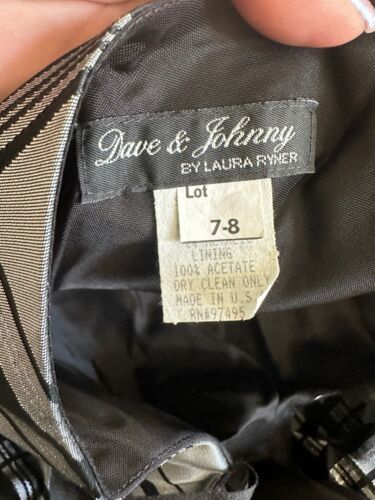 Dave & Johnny
BY LAURA RYNER
Lot
7-8
LINING
100% ACETATE
DRY CLEAN ONLY
MADE IN U.S
RN#97495